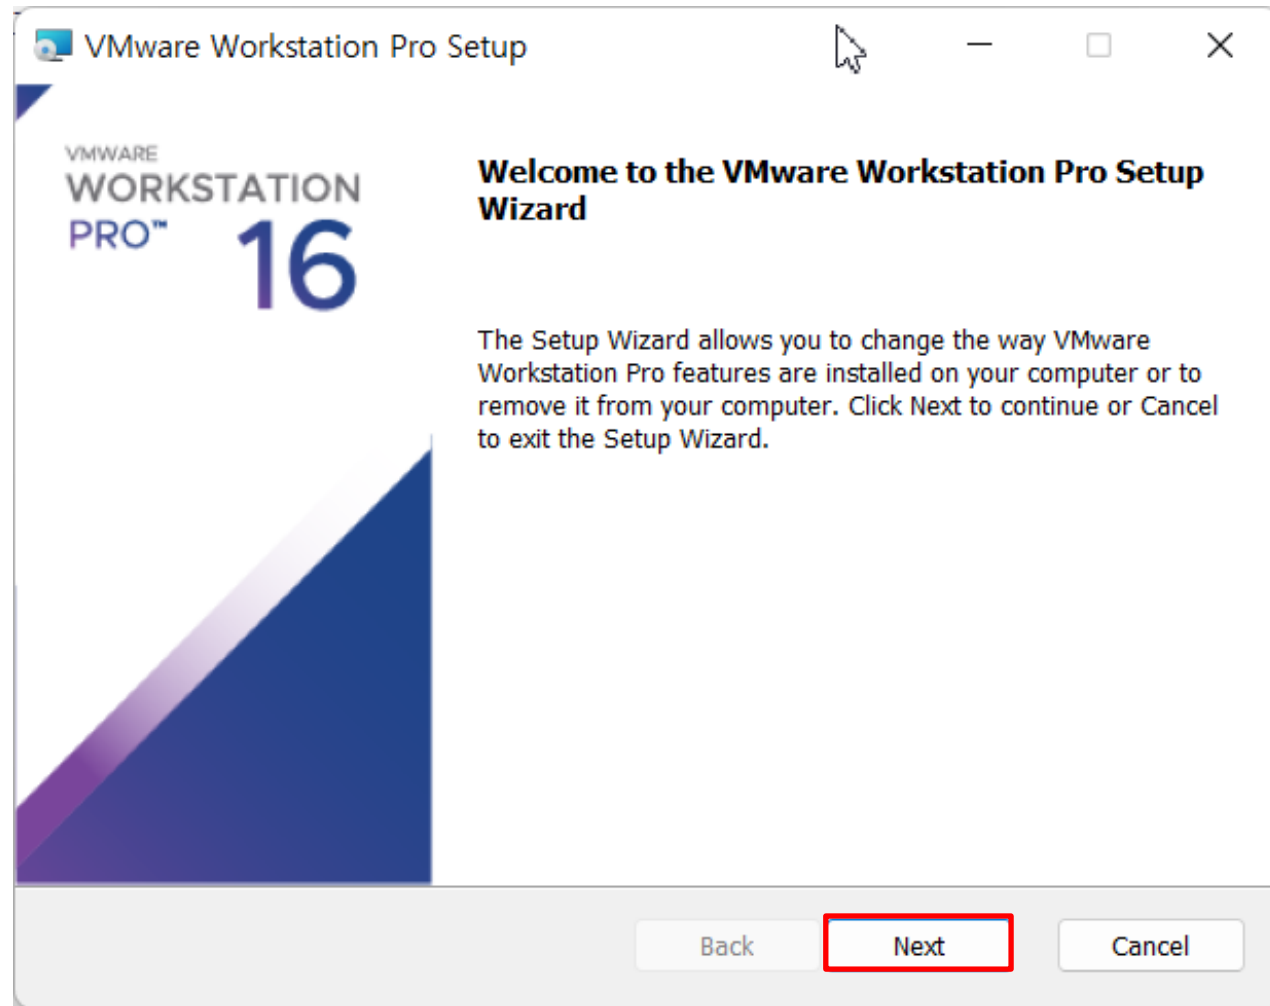 VMware Workstation Pro Setup
VMWARE
WORKSTATION
PRO™ 16
Welcome to the VMware Workstation Pro Setup
Wizard
The Setup Wizard allows you to change the way VMware
Workstation Pro features are installed on your computer or to
remove it from your computer. Click Next to continue or Cancel
to exit the Setup Wizard.
Back Next Cancel